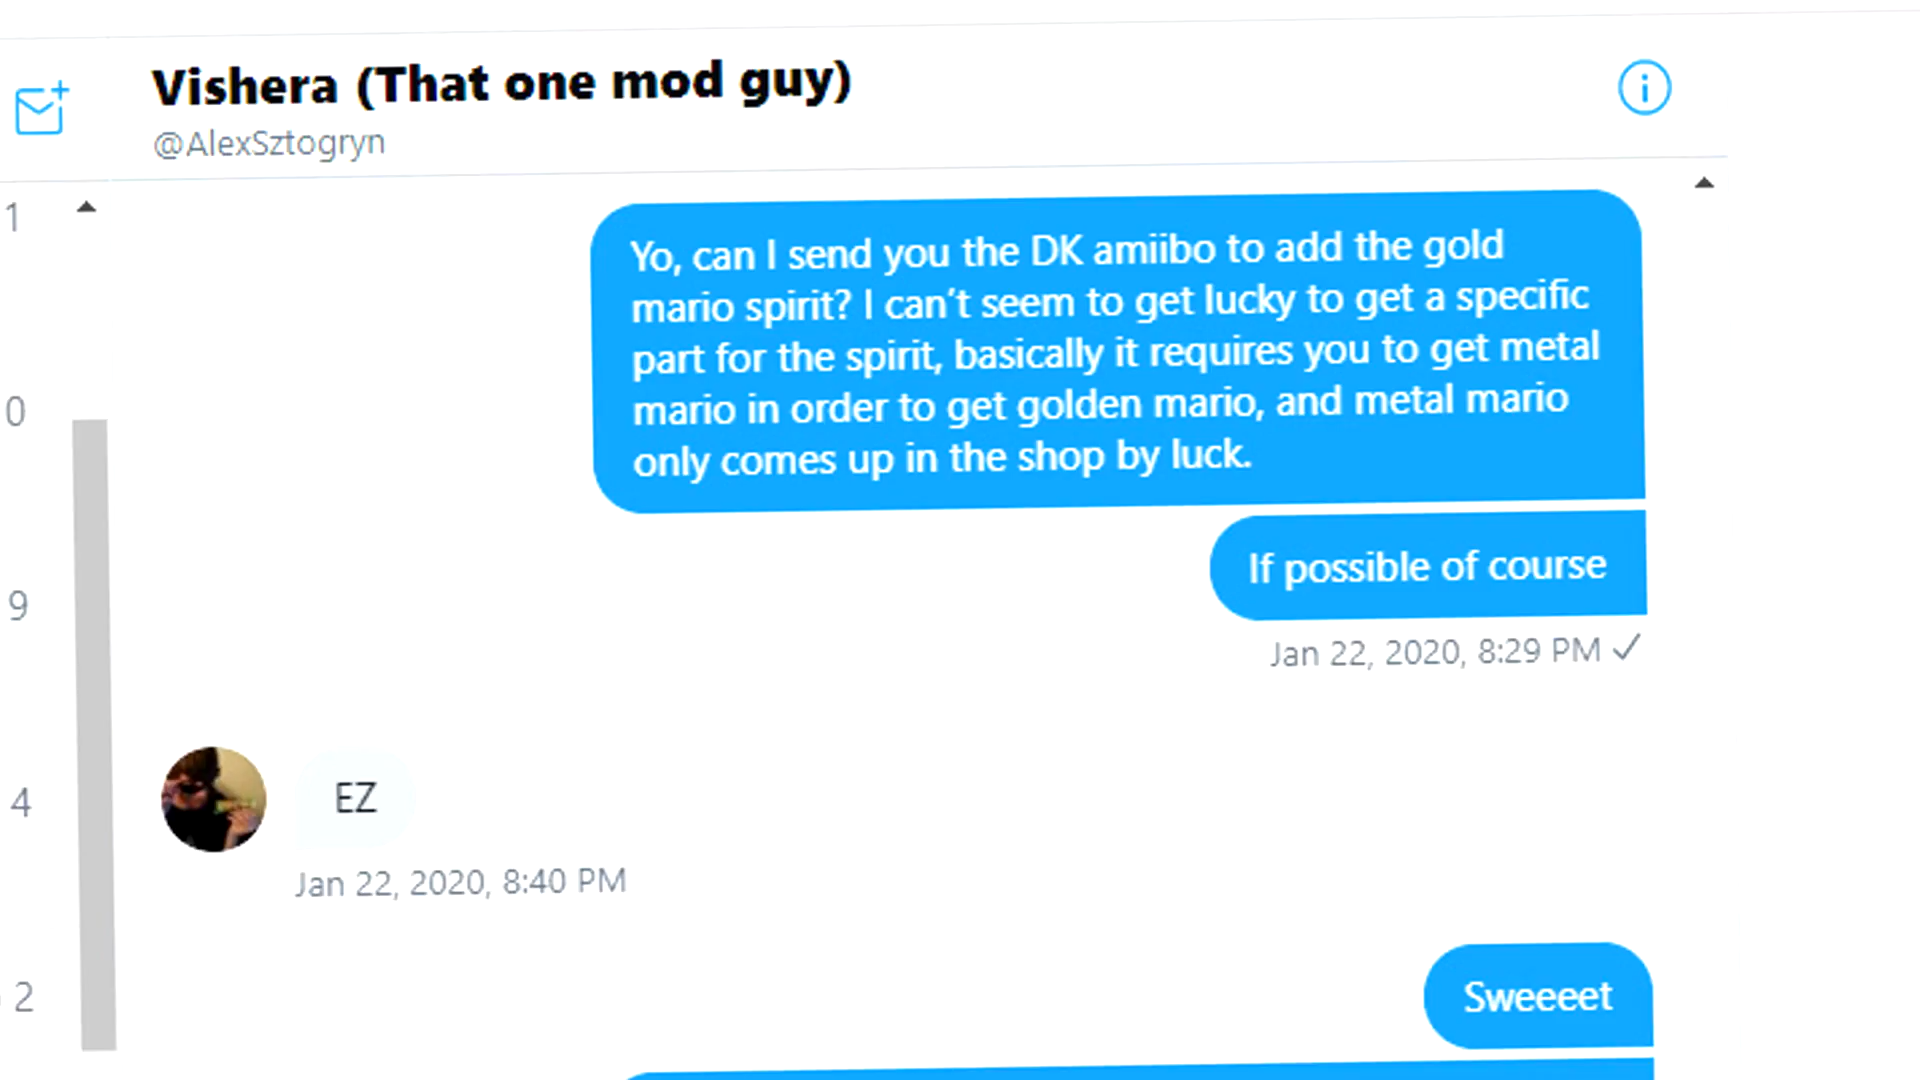 Vishera (That one mod guy)
@AlexSztogryn
1
0
9
4
2
Yo, can I send you the DK amiibo to add the gold
mario spirit? I can't seem to get lucky to get a specific
part for the spirit, basically it requires you to get metal
mario in order to get golden mario, and metal mario
only comes up in the shop by luck.
If possible of course
Jan 22, 2020, 8:29 PM ✓
EZ
Jan 22, 2020, 8:40 PM
Sweeeet